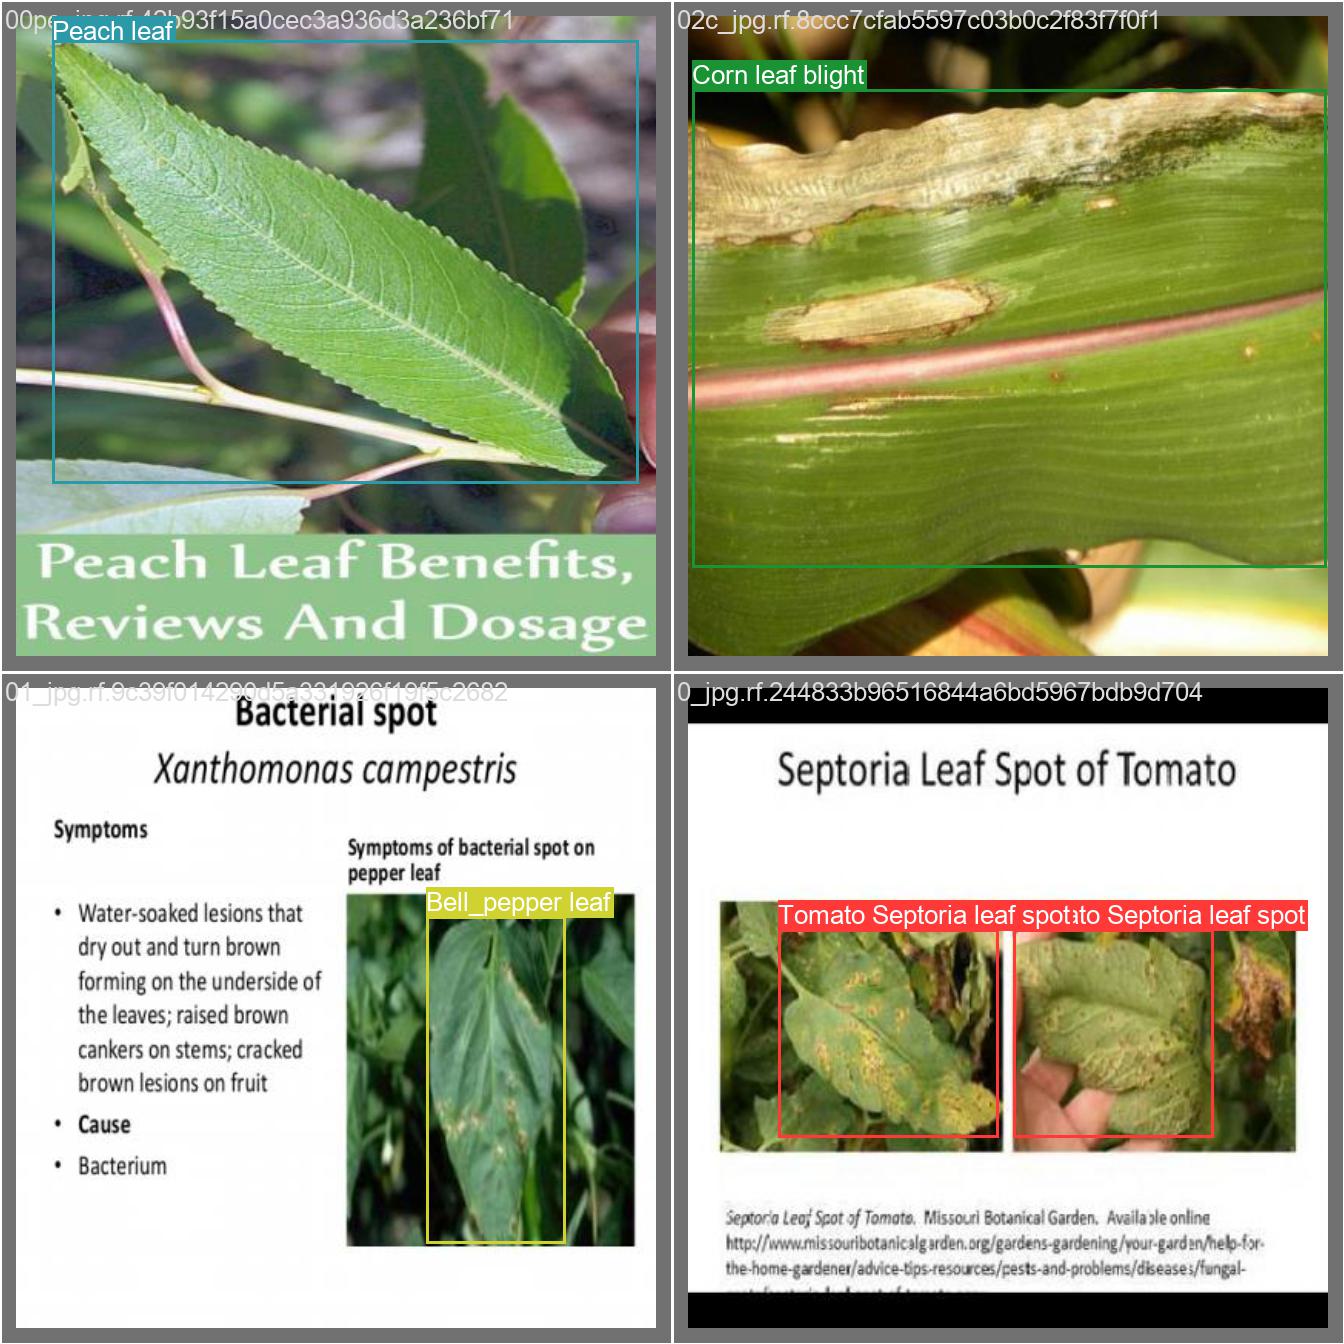 00pe_jpg.rf.42b93f15a0cec3a936d3a236bf71
Peach leaf
Peach Leaf Benefits,
Reviews And Dosage
02c_jpg.rf.8ccc7cfab5597c03b0c2f83f7f0f1
Corn leaf blight
01_jpg.rf.9c39f014290d5a331926f19f5c2682
Bacterial spot
Xanthomonas campestris
Symptoms
Symptoms of bacterial spot on
pepper leaf
Bell_pepper leaf
• Water-soaked lesions that
dry out and turn brown
forming on the underside of
the leaves; raised brown
cankers on stems; cracked
brown lesions on fruit
• Cause
• Bacterium
0_jpg.rf.244833b96516844a6bd5967bdb9d704
Septoria Leaf Spot of Tomato
Tomato Septoria leaf spot
ato Septoria leaf spot
Septoria Leaf Spot of Tomato. Missouri Botanical Garden. Available online
http://www.missouribotanicalgarden.org/gardens-gardening/your-garden/help-for-
the-home-gardener/advice-tips-resources/pests-and-problems/diseases/fungal-